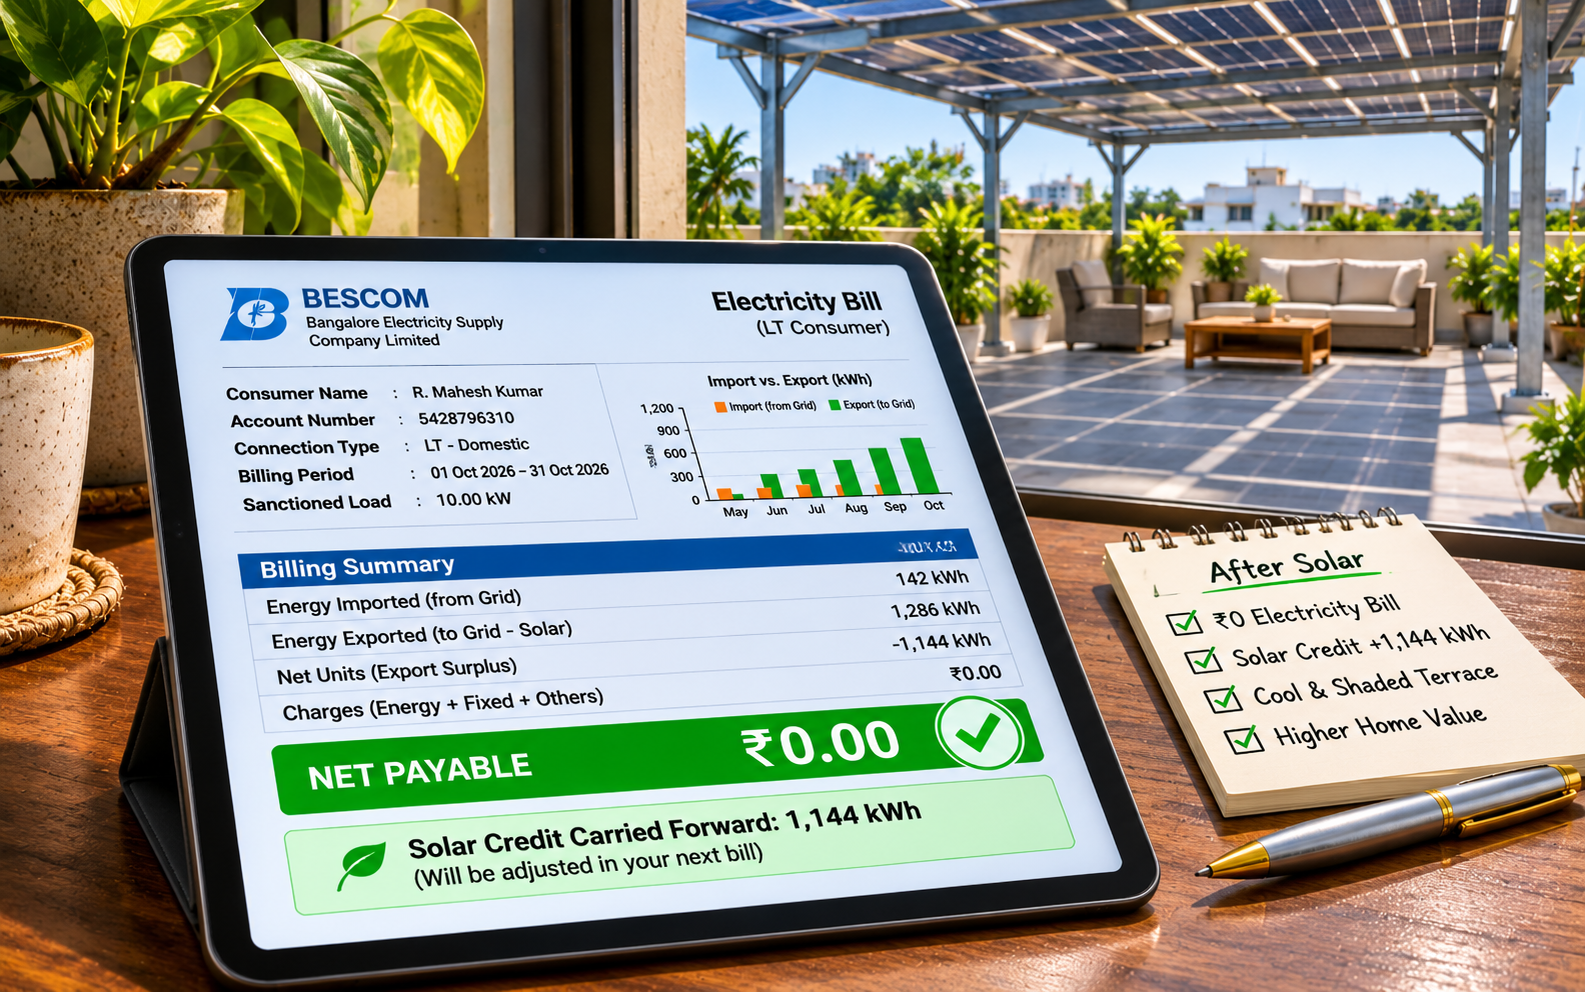 BESCOM
Bangalore Electricity Supply
Company Limited
Electricity Bill
(LT Consumer)
Consumer Name : R. Mahesh Kumar
Account Number : 5428796310
Connection Type : LT - Domestic
Billing Period : 01 Oct 2026 – 31 Oct 2026
Sanctioned Load : 10.00 kW
Import vs. Export (kWh)
Import (from Grid) Export (to Grid)
1,200
900
600
300
0
May Jun Jul Aug Sep Oct
Billing Summary
Energy Imported (from Grid) 142 kWh
Energy Exported (to Grid - Solar) 1,286 kWh
Net Units (Export Surplus) -1,144 kWh
Charges (Energy + Fixed + Others) ₹0.00
NET PAYABLE ₹0.00
Solar Credit Carried Forward: 1,144 kWh
(Will be adjusted in your next bill)
After Solar
₹0 Electricity Bill
Solar Credit +1,144 kWh
Cool & Shaded Terrace
Higher Home Value